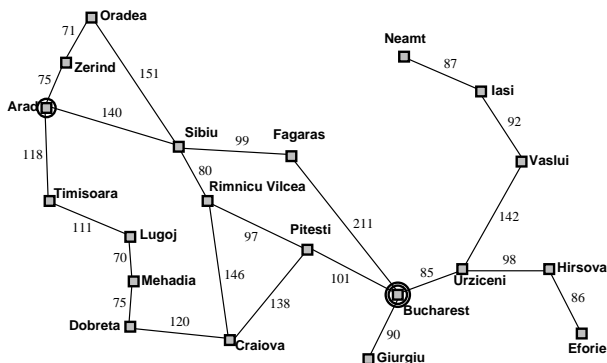 Oradea
71
Neamt
87
Zerind
75
151
Iasi
Arad
140
92
Sibiu
99
Fagaras
118
80
Vaslui
Timisoara
Rimnicu Vilcea
111
211
142
Lugoj
97
Pitesti
70
146
101
85
98
Hirsova
Mehadia
138
Urziceni
75
86
Bucharest
Dobreta
120
90
Craiova
Eforie
Giurgiu